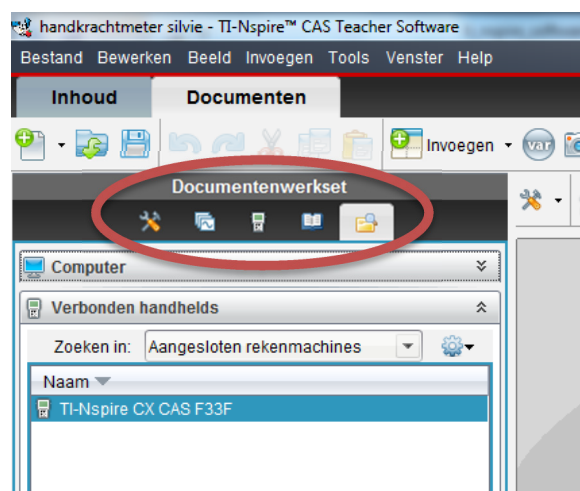 handkrachtmeter silvie - TI-Nspire™ CAS Teacher Software
Bestand Bewerken Beeld Invoegen Tools Venster Help
Inhoud Documenten
Invoegen var
Documentenwerkset
Computer
Verbonden handhelds
Zoeken in: Aangesloten rekenmachines
Naam
TI-Nspire CX CAS F33F